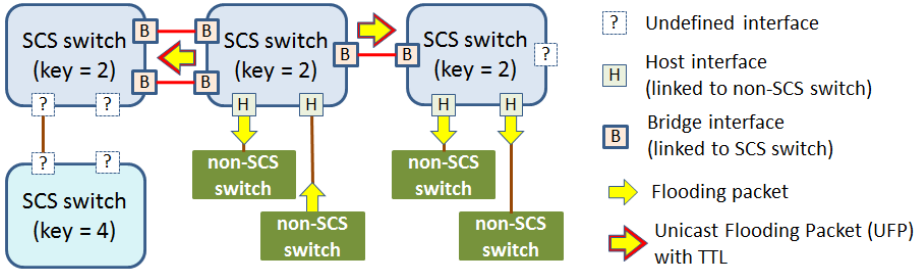 SCS switch
(key = 2)
B
B
B
B
SCS switch
(key = 2)
B
B
SCS switch
(key = 2)
?
?
?
H
H
H
H
?
?
SCS switch
(key = 4)
non-SCS
switch
non-SCS
switch
non-SCS
switch
non-SCS
switch
?
Undefined interface
H
Host interface
(linked to non-SCS switch)
B
Bridge interface
(linked to SCS switch)
Flooding packet
Unicast Flooding Packet (UFP)
with TTL